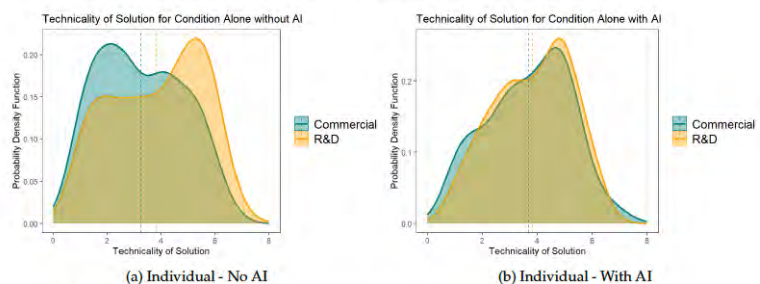 Technicality of Solution for Condition Alone without AI
Probability Density Function
0.20
0.15
0.10
0.05
0.00
0
2
4
6
8
Technicality of Solution
Commercial
R&D
(a) Individual - No AI
Technicality of Solution for Condition Alone with AI
Probability Density Function
0.2
0.1
0.0
0
2
4
6
8
Technicality of Solution
Commercial
R&D
(b) Individual - With AI